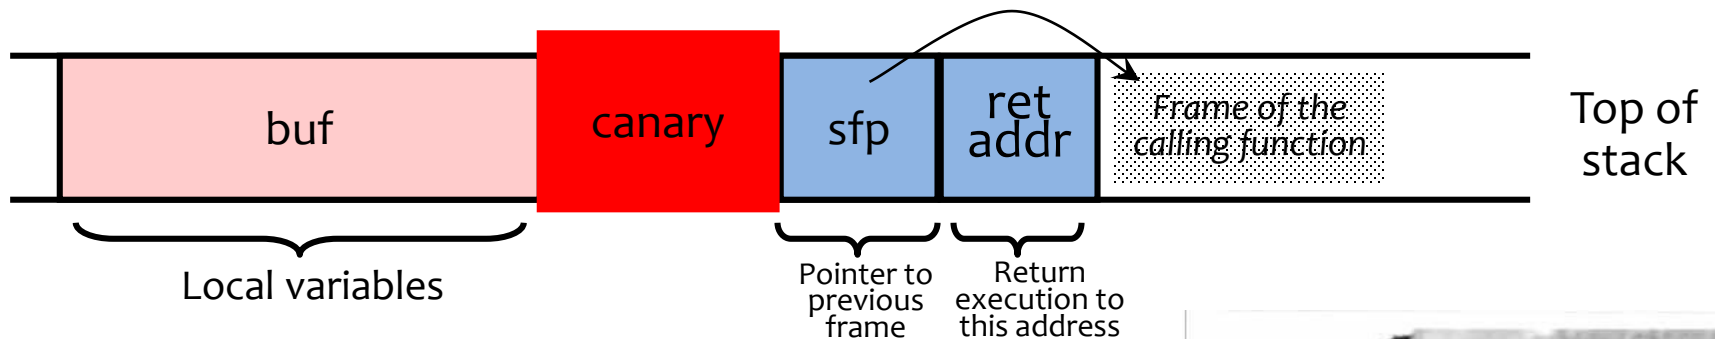 buf
canary
sfp
ret
addr
Frame of the
calling function
Top of
stack
Local variables
Pointer to
previous
frame
Return
execution to
this address